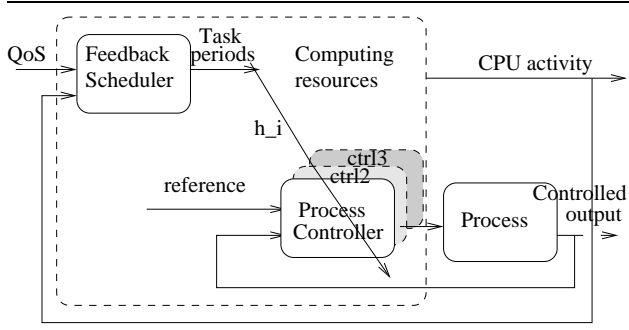 QoS
Feedback
Scheduler
Task
periods
Computing
resources
CPU activity
h_i
ctrl3
ctrl2
reference
Process
Controller
Process
Controlled
output